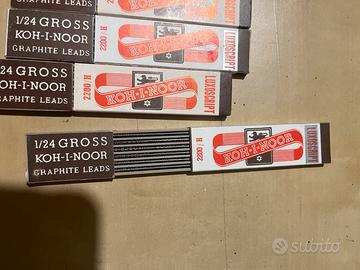 1/24 GROSS
KOH-I-NOOR
GRAPHITE LEADS
2200/H
KOH-I-NOOR
LUXOSCRIPT
1/24 GROSS
KOH-I-NOOR
GRAPHITE LEADS
2200/H
KOH-I-NOOR
LUXOSCRIPT
1/24 GROSS
KOH-I-NOOR
GRAPHITE LEADS
2200/H
KOH-I-NOOR
LUXOSCRIPT
subito